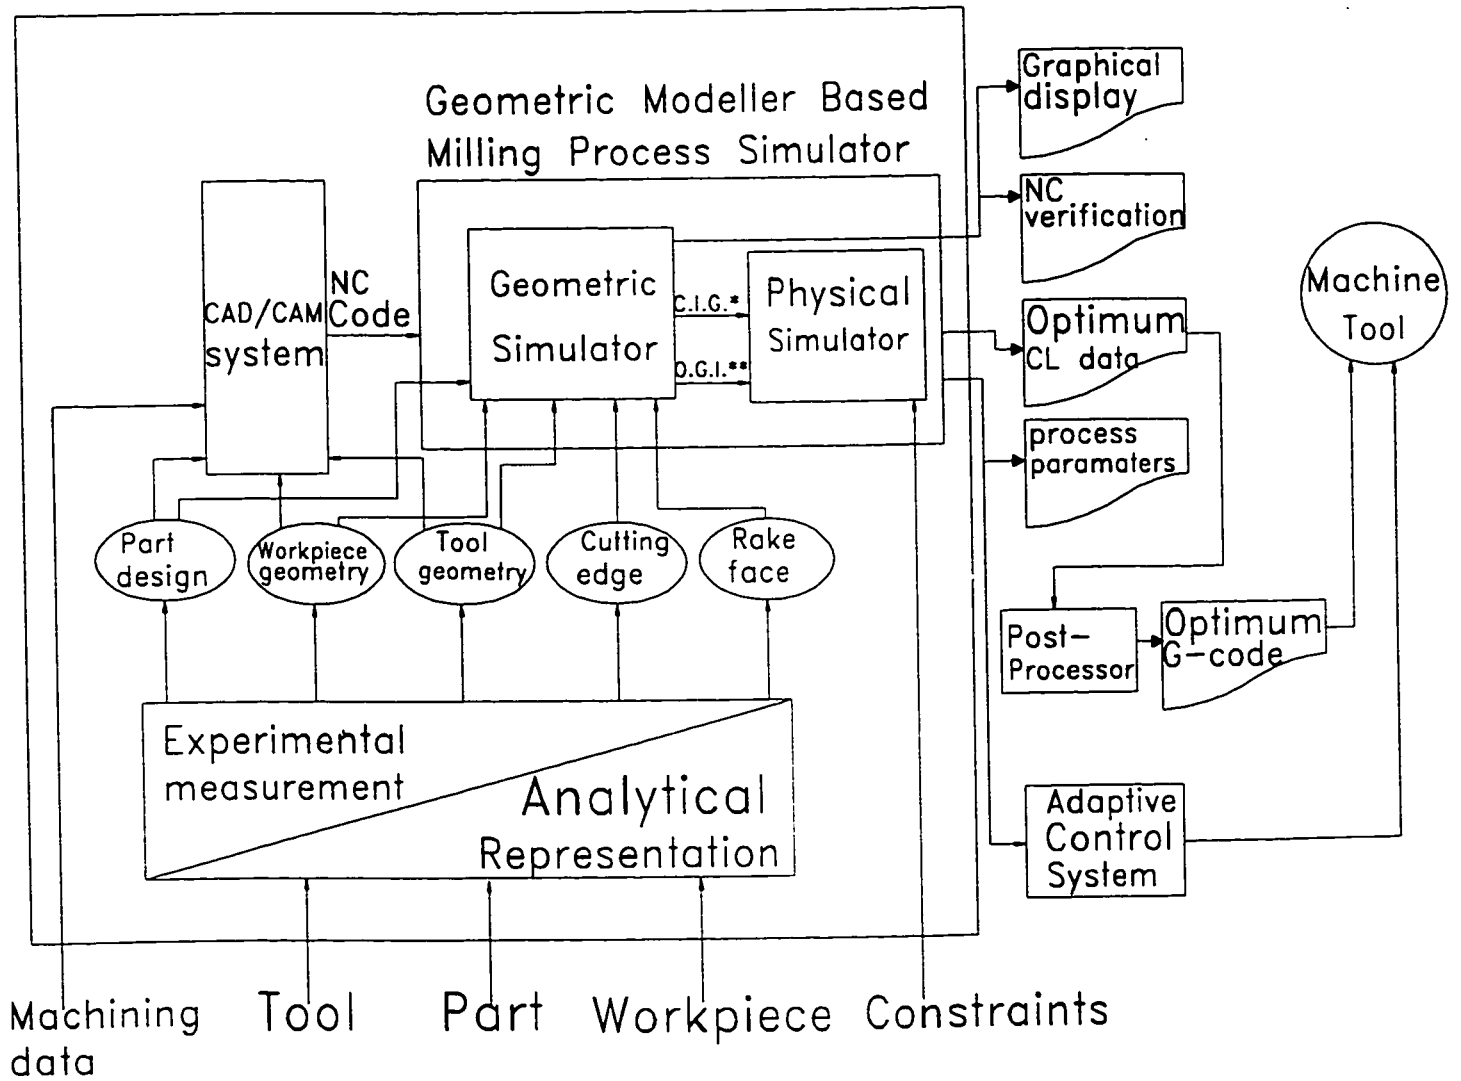 Geometric Modeller Based
Milling Process Simulator
Graphical
display
NC
verification
Machine
Tool
CAD/CAM
system
NC
Code
Geometric
Simulator
C.I.G.*
O.G.I.**
Physical
Simulator
Optimum
CL data
process
paramaters
Part
design
Workpiece
geometry
Tool
geometry
Cutting
edge
Rake
face
Post-
Processor
Optimum
G-code
Experimental
measurement
Analytical
Representation
Adaptive
Control
System
Machining
data
Tool
Part
Workpiece
Constraints